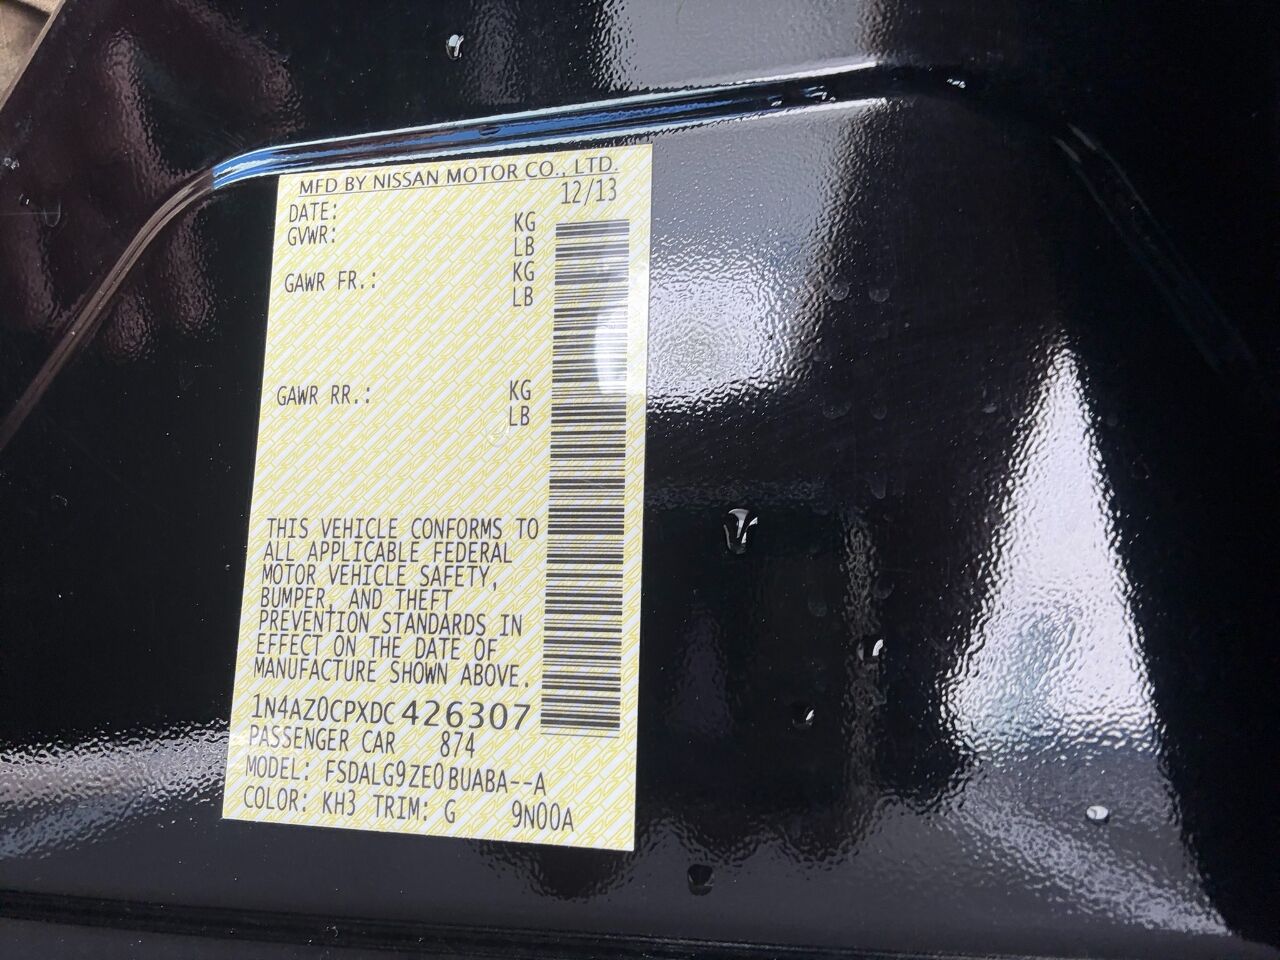 MFD BY NISSAN MOTOR CO., LTD.
DATE: 12/13
GVWR: KG
LB
GAWR FR.: KG
LB
GAWR RR.: KG
LB
THIS VEHICLE CONFORMS TO
ALL APPLICABLE FEDERAL
MOTOR VEHICLE SAFETY,
BUMPER, AND THEFT
PREVENTION STANDARDS IN
EFFECT ON THE DATE OF
MANUFACTURE SHOWN ABOVE.
1N4AZ0CPXDC426307
PASSENGER CAR 874
MODEL: FSDALG9ZE0BUABA--A
COLOR: KH3 TRIM: G 9N00A